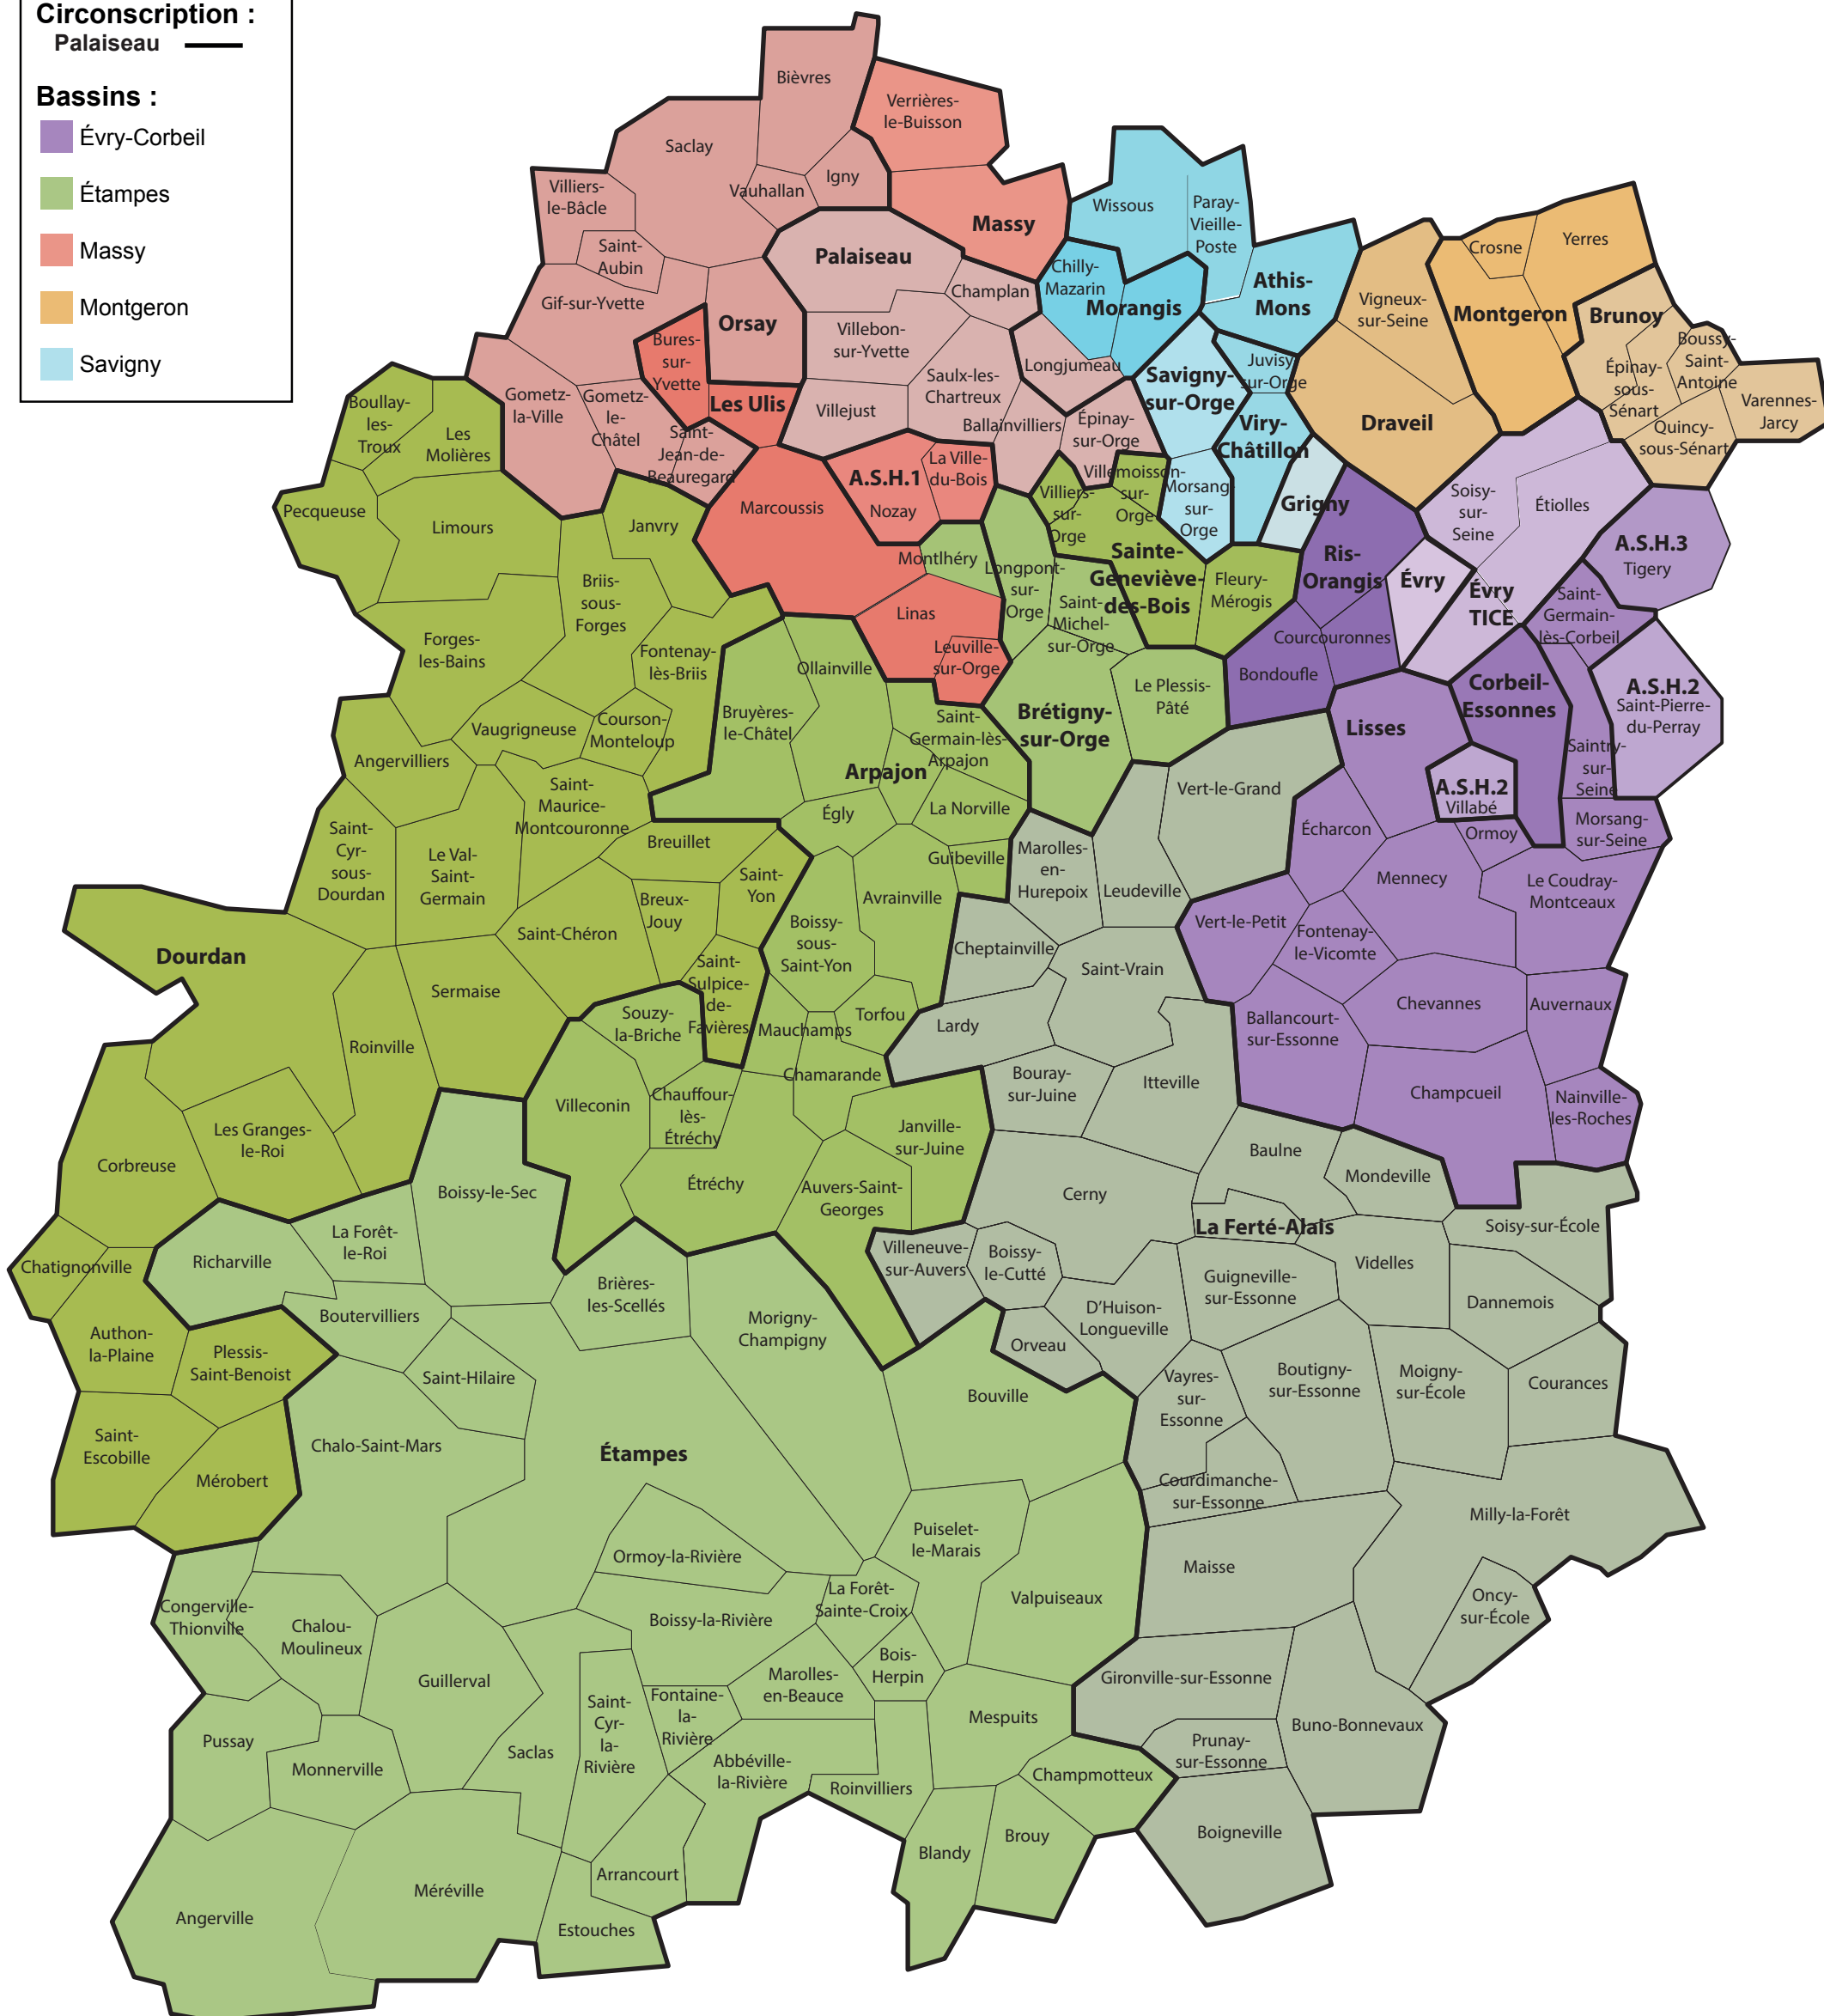 Circonscription :
Palaiseau
Bassins :
Évry-Corbeil
Étampes
Massy
Montgeron
Savigny
Bièvres
Verrières-
le-Buisson
Saclay
Igny
Vauhallan
Villiers-
le-Bâcle
Saint-
Aubin
Massy
Palaiseau
Wissous
Paray-
Vieille-
Poste
Chilly-
Mazarin
Morangis
Athis-
Mons
Crosne
Yerres
Montgeron
Vigneux-
sur-Seine
Brunoy
Boussy-
Saint-
Antoine
Épinay-
sous-
Sénart
Varennes-
Jarcy
Quincy-
sous-Sénart
Draveil
Gif-sur-Yvette
Orsay
Champlan
Villebon-
sur-Yvette
Bures-
sur-
Yvette
Longjumeau
Juvisy-
sur-Orge
Savigny-
sur-Orge
Viry-
Châtillon
Saulx-les-
Chartreux
Les Ulis
Villejust
Ballainvilliers
Épinay-
sur-Orge
Gometz-
la-Ville
Gometz-
le-
Châtel
Saint-
Jean-de-
Beauregard
Boullay-
les-
Troux
Les
Molières
Pecqueuse
Limours
Janvry
Marcoussis
A.S.H.1
Nozay
La Ville-
du-Bois
Villiers-
sur-
Orge
Villemoisson-
sur-
Orge
Morsang-
sur-
Orge
Grigny
Ris-
Orangis
Soisy-
sur-
Seine
Étiolles
A.S.H.3
Tigery
Évry
Évry
TICE
Saint-
Germain-
lès-Corbeil
Montlhéry
Longpont-
sur-
Orge
Sainte-
Geneviève-
des-Bois
Fleury-
Mérogis
Saint-
Michel-
sur-Orge
Linas
Leuville-
sur-Orge
Courcouronnes
Bondoufle
Corbeil-
Essonnes
Lisses
A.S.H.2
Saint-Pierre-
du-Perray
Saintry-
sur-
Seine
A.S.H.2
Villabé
Ormoy
Morsang-
sur-Seine
Briis-
sous-
Forges
Forges-
les-Bains
Fontenay-
lès-Briis
Ollainville
Bruyères-
le-Châtel
Vaugrigneuse
Courson-
Monteloup
Angervilliers
Saint-
Germain-lès-
Arpajon
Arpajon
Brétigny-
sur-Orge
Le Plessis-
Pâté
Vert-le-Grand
Écharcon
Mennecy
Le Coudray-
Montceaux
Saint-
Maurice-
Montcouronne
Égly
La Norville
Guibeville
Breuillet
Saint-
Cyr-
sous-
Dourdan
Le Val-
Saint-
Germain
Breux-
Jouy
Saint-
Yon
Avrainville
Marolles-
en-
Hurepoix
Leudeville
Vert-le-Petit
Fontenay-
le-Vicomte
Saint-Chéron
Boissy-
sous-
Saint-Yon
Cheptainville
Saint-Vrain
Dourdan
Sermaise
Saint-
Sulpice-
de-
Favières
Souzy-
la-Briche
Mauchamps
Torfou
Lardy
Ballancourt-
sur-Essonne
Chevannes
Auvernaux
Roinville
Chamarande
Bouray-
sur-Juine
Itteville
Champcueil
Nainville-
les-Roches
Villeconin
Chauffour-
lès-
Étréchy
Janville-
sur-Juine
Les Granges-
le-Roi
Corbreuse
Boissy-le-Sec
Étréchy
Auvers-Saint-
Georges
Cerny
Baulne
Mondeville
La Ferté-Alais
Soisy-sur-École
La Forêt-
le-Roi
Richarville
Chatignonville
Villeneuve-
sur-Auvers
Boissy-
le-Cutté
Guigneville-
sur-Essonne
Videlles
Dannemois
Boutervilliers
Brières-
les-Scellés
Morigny-
Champigny
D'Huison-
Longueville
Orveau
Authon-
la-Plaine
Plessis-
Saint-Benoist
Saint-Hilaire
Bouville
Vayres-
sur-
Essonne
Boutigny-
sur-Essonne
Moigny-
sur-École
Courances
Saint-
Escobille
Mérobert
Chalo-Saint-Mars
Étampes
Courdimanche-
sur-Essonne
Milly-la-Forêt
Puiselet-
le-Marais
Ormoy-la-Rivière
Maisse
Oncy-
sur-École
La Forêt-
Sainte-Croix
Valpuiseaux
Congerville-
Thionville
Chalou-
Moulineux
Boissy-la-Rivière
Guillerval
Bois-
Herpin
Marolles-
en-Beauce
Gironville-sur-Essonne
Saint-
Cyr-
la-
Rivière
Fontaine-
la-
Rivière
Mespuits
Buno-Bonnevaux
Pussay
Monnerville
Saclas
Abbéville-
la-Rivière
Roinvilliers
Champmotteux
Prunay-
sur-Essonne
Boigneville
Brouy
Blandy
Arrancourt
Méréville
Angerville
Estouches